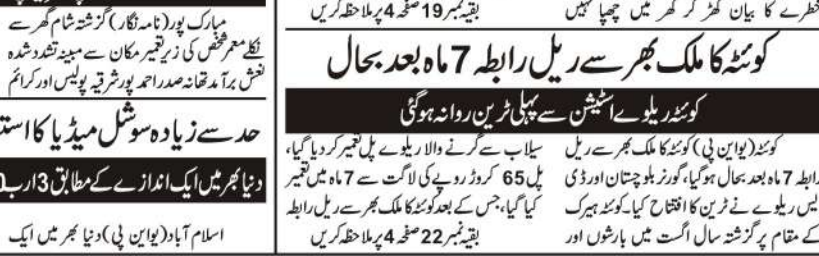 خطرے کا بیان گھڑ کر گھر میں چھپا نہیں
بقیہ نمبر 19 صفحہ 4 پر ملاحظہ کریں
کوئٹہ کا ملک بھر سے ریل رابطہ 7 ماہ بعد بحال
کوئٹہ ریلوے اسٹیشن سے پہلی ٹرین روانہ ہوگئی
کوئٹہ (یو این پی) کوئٹہ کا ملک بھر سے ریل
رابطہ 7 ماہ بعد بحال ہوگیا، گورنر بلوچستان اور ڈی
ایس ریلوے نے ٹرین کا افتتاح کیا۔ کوئٹہ ہیرک
کے مقام پر گزشتہ سال اگست میں بارشوں اور
سیلاب سے گرنے والا ریلوے پل تعمیر کر دیا گیا،
پل 65 کروڑ روپے کی لاگت سے 7 ماہ میں تعمیر
کیا گیا، جس کے بعد کوئٹہ کا ملک بھر سے ریل رابطہ
بقیہ نمبر 22 صفحہ 4 پر ملاحظہ کریں
مبارک پور (نامہ نگار) گزشتہ شام گھر سے
نکلے معمر شخص کی زیر تعمیر مکان سے مبینہ تشدد شدہ
نعش برآمد تھانہ صدر احمد پور شرقیہ پولیس اور کرائم
حد سے زیادہ سوشل میڈیا کا
دنیا بھر میں ایک اندازے کے مطابق 3 ارب
اسلام آباد (یو این پی) دنیا بھر میں ایک